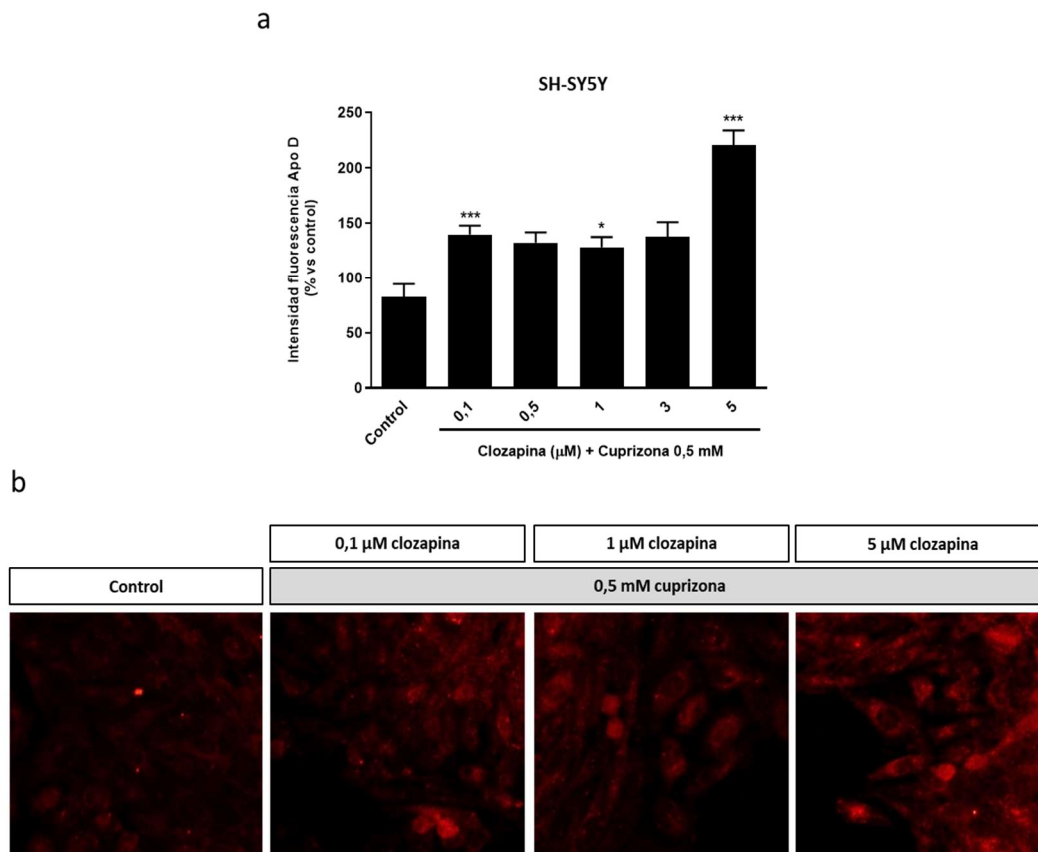 a
SH-SY5Y
Intensidad fluorescencia Apo D
(% vs control)
250
200
150
100
50
0
***
*
***
Control
0,1
0,5
1
3
5
Clozapina (μM) + Cuprizona 0,5 mM
b
0,1 μM clozapina
1 μM clozapina
5 μM clozapina
Control
0,5 mM cuprizona